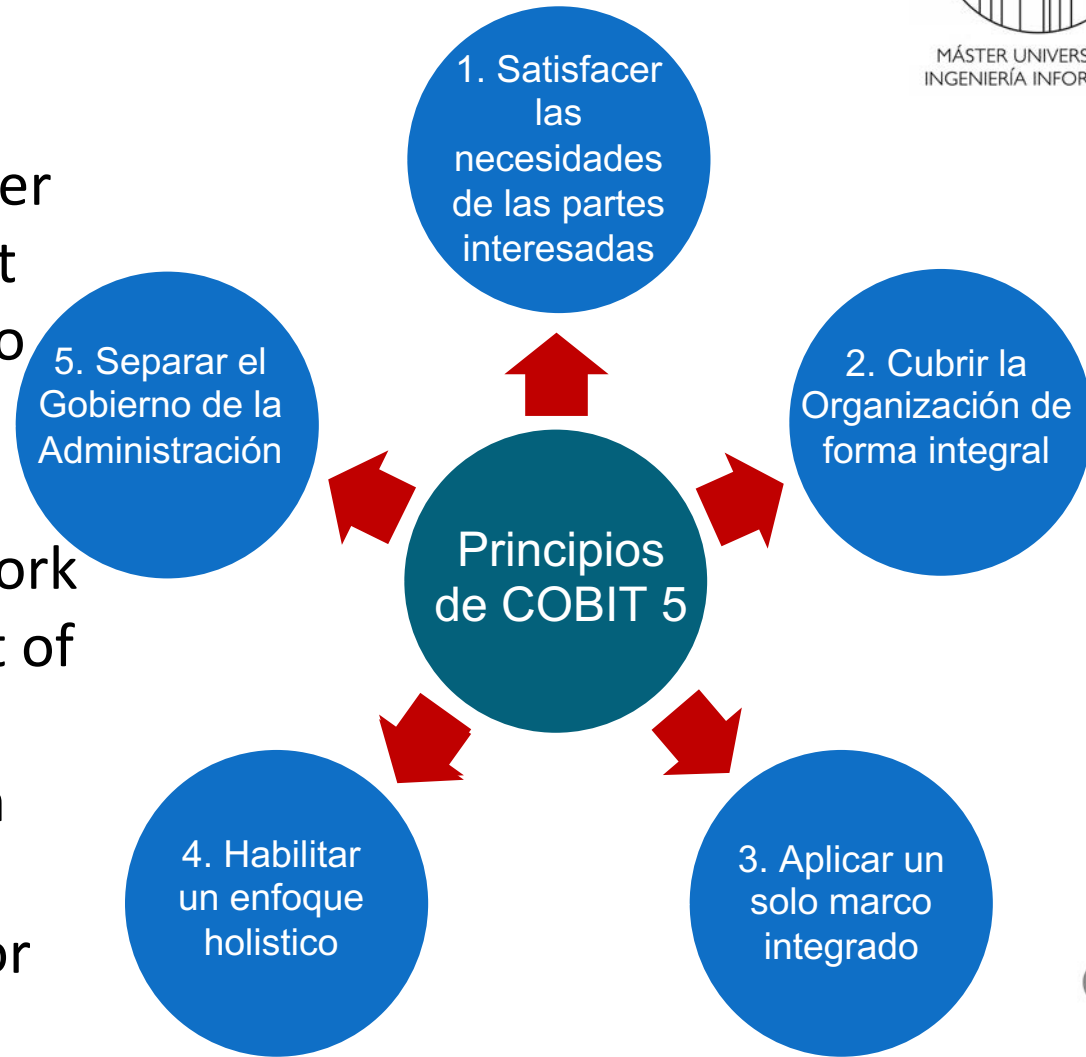 MÁSTER UNIVERS
INGENIERÍA INFOR
er
t
o
ork
t of
n
or
1. Satisfacer
las
necesidades
de las partes
interesadas
2. Cubrir la
Organización de
forma integral
3. Aplicar un
solo marco
integrado
4. Habilitar
un enfoque
holistico
5. Separar el
Gobierno de la
Administración
Principios
de COBIT 5